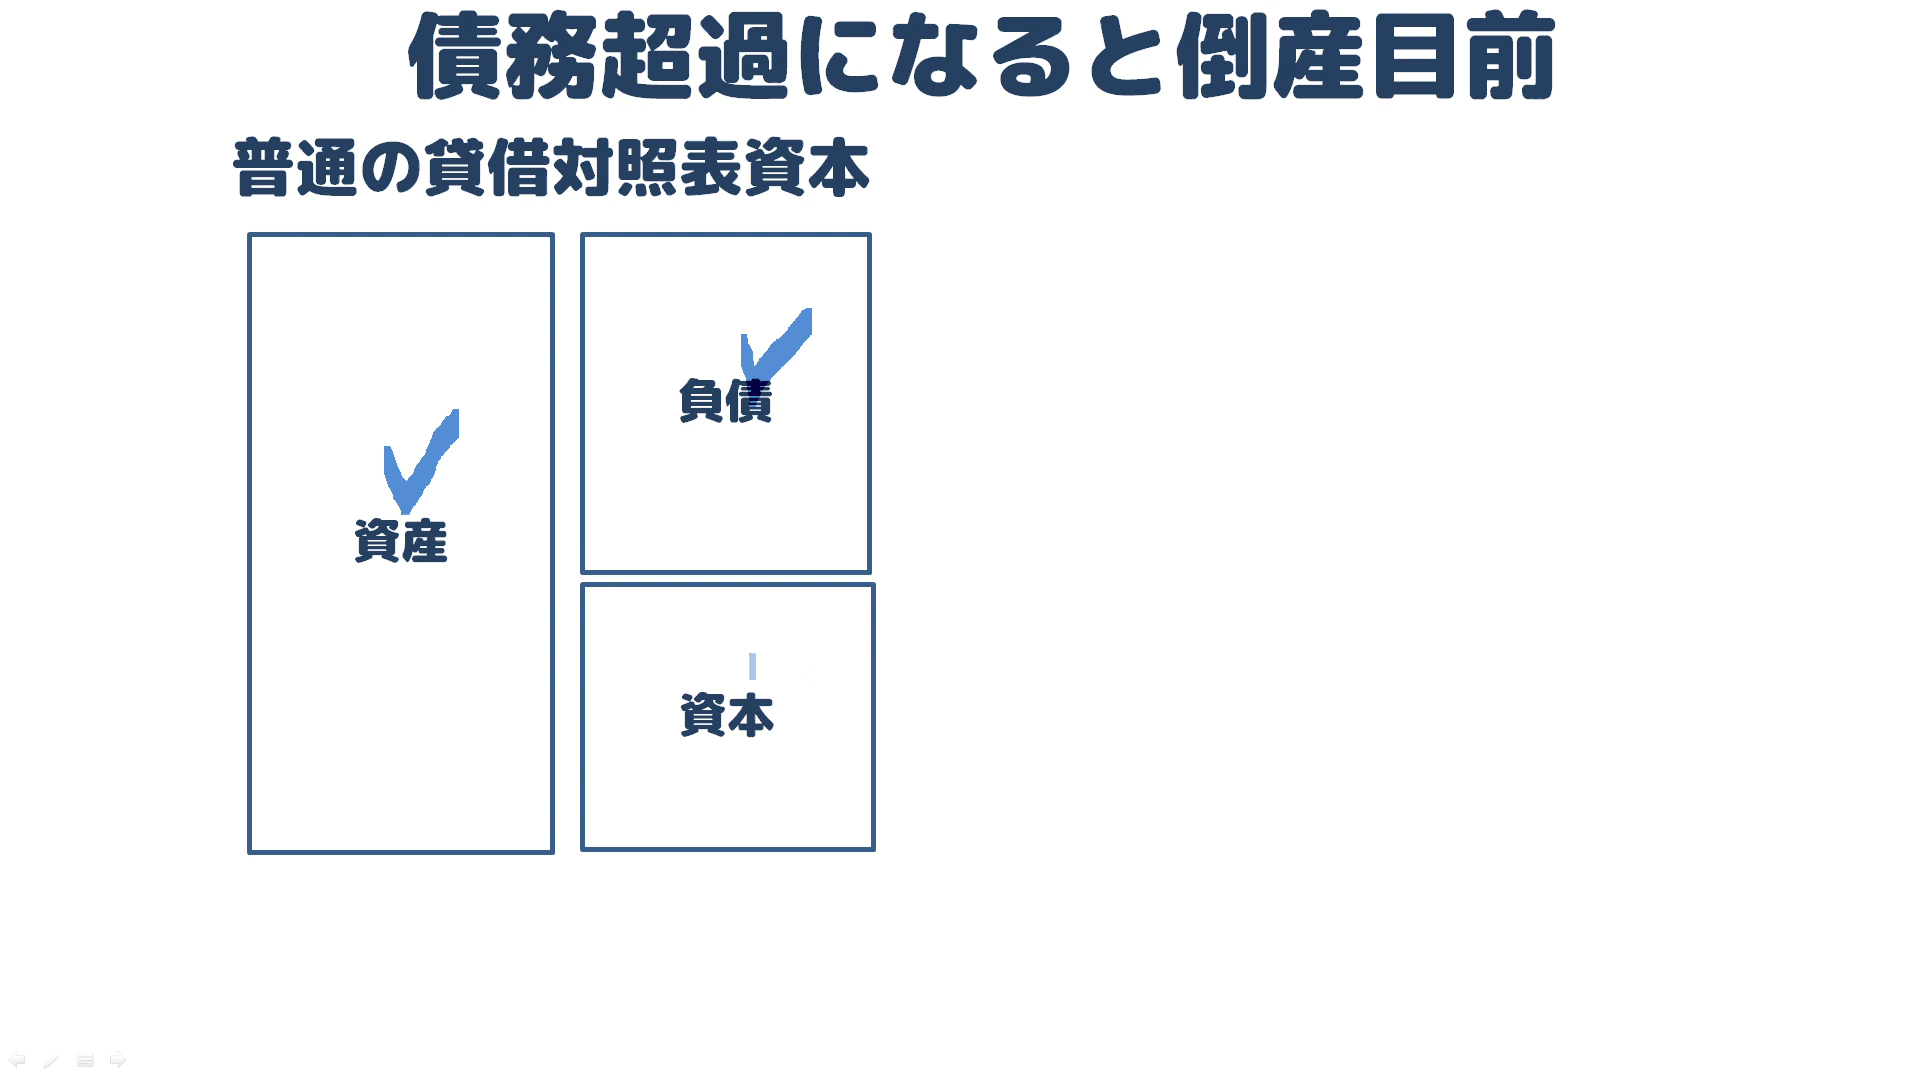 債務超過になると倒産目前
普通の貸借対照表資本
資産
負債
資本